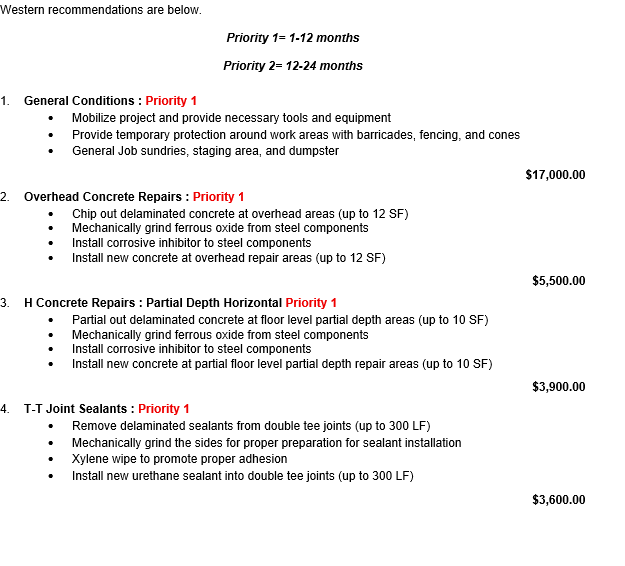 Western recommendations are below.
Priority 1= 1-12 months
Priority 2= 12-24 months
1. General Conditions : Priority 1
• Mobilize project and provide necessary tools and equipment
• Provide temporary protection around work areas with barricades, fencing, and cones
• General Job sundries, staging area, and dumpster
$17,000.00
2. Overhead Concrete Repairs : Priority 1
• Chip out delaminated concrete at overhead areas (up to 12 SF)
• Mechanically grind ferrous oxide from steel components
• Install corrosive inhibitor to steel components
• Install new concrete at overhead repair areas (up to 12 SF)
$5,500.00
3. H Concrete Repairs : Partial Depth Horizontal Priority 1
• Partial out delaminated concrete at floor level partial depth areas (up to 10 SF)
• Mechanically grind ferrous oxide from steel components
• Install corrosive inhibitor to steel components
• Install new concrete at partial floor level partial depth repair areas (up to 10 SF)
$3,900.00
4. T-T Joint Sealants : Priority 1
• Remove delaminated sealants from double tee joints (up to 300 LF)
• Mechanically grind the sides for proper preparation for sealant installation
• Xylene wipe to promote proper adhesion
• Install new urethane sealant into double tee joints (up to 300 LF)
$3,600.00